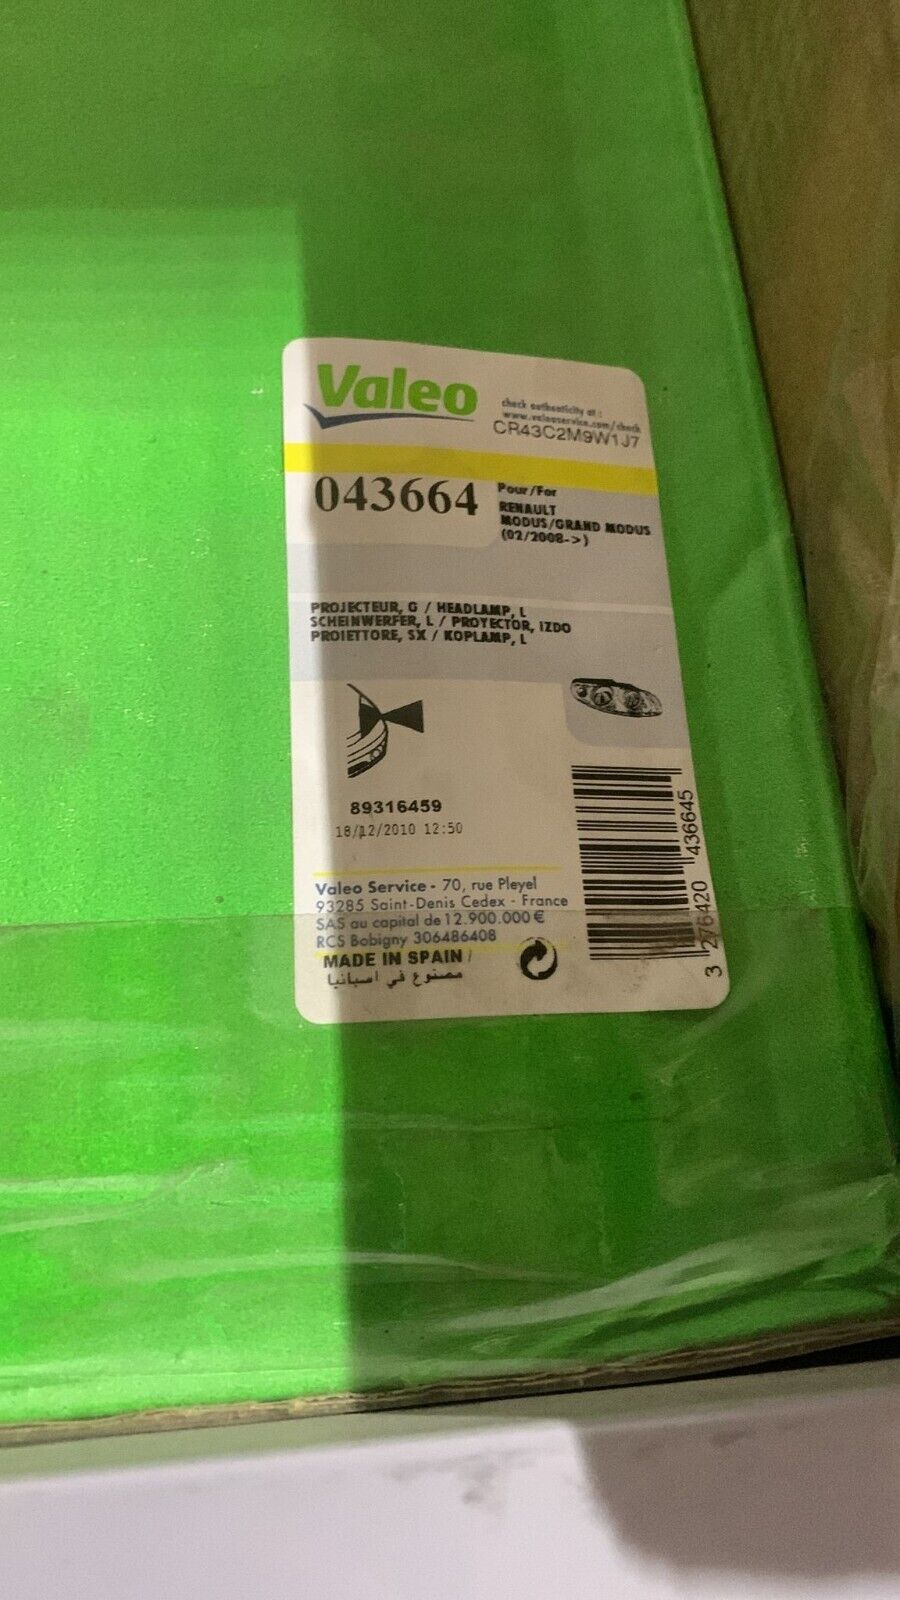 Valeo
check authenticity at :
www.valeoservice.com/check
CR43C2M9W1J7
043664
Pour/For
RENAULT
MODUS/GRAND MODUS
(02/2008->)
PROJECTEUR, G / HEADLAMP, L
SCHEINWERFER, L / PROYECTOR, IZDO
PROIETTORE, SX / KOPLAMP, L
89316459
18/12/2010 12:50
Valeo Service - 70, rue Pleyel
93285 Saint-Denis Cedex - France
SAS au capital de 12.900.000 €
RCS Bobigny 306486408
MADE IN SPAIN /
مصنوع في اسبانيا
3 276420 436645